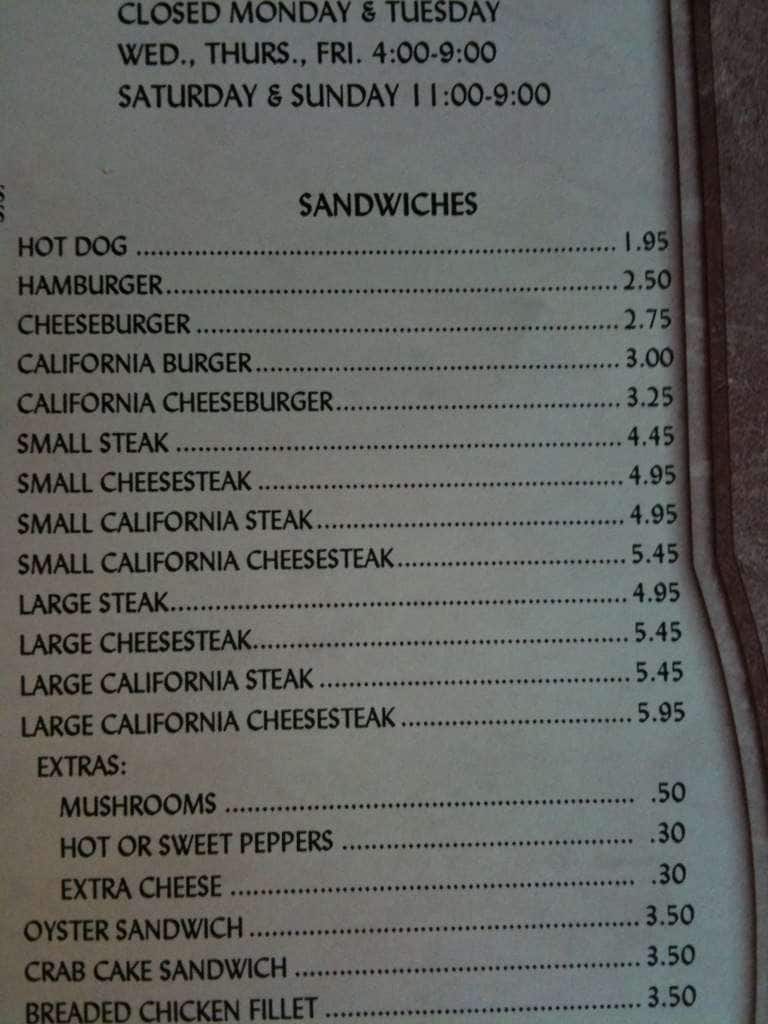 CLOSED MONDAY & TUESDAY
WED., THURS., FRI. 4:00-9:00
SATURDAY & SUNDAY 11:00-9:00
SANDWICHES
HOT DOG ........ 1.95
HAMBURGER ........ 2.50
CHEESEBURGER ........ 2.75
CALIFORNIA BURGER ........ 3.00
CALIFORNIA CHEESEBURGER ........ 3.25
SMALL STEAK ........ 4.45
SMALL CHEESESTEAK ........ 4.95
SMALL CALIFORNIA STEAK ........ 4.95
SMALL CALIFORNIA CHEESESTEAK ........ 5.45
LARGE STEAK ........ 4.95
LARGE CHEESESTEAK ........ 5.45
LARGE CALIFORNIA STEAK ........ 5.45
LARGE CALIFORNIA CHEESESTEAK ........ 5.95
EXTRAS:
MUSHROOMS ........ .50
HOT OR SWEET PEPPERS ........ .30
EXTRA CHEESE ........ .30
OYSTER SANDWICH ........ 3.50
CRAB CAKE SANDWICH ........ 3.50
BREADED CHICKEN FILLET ........ 3.50